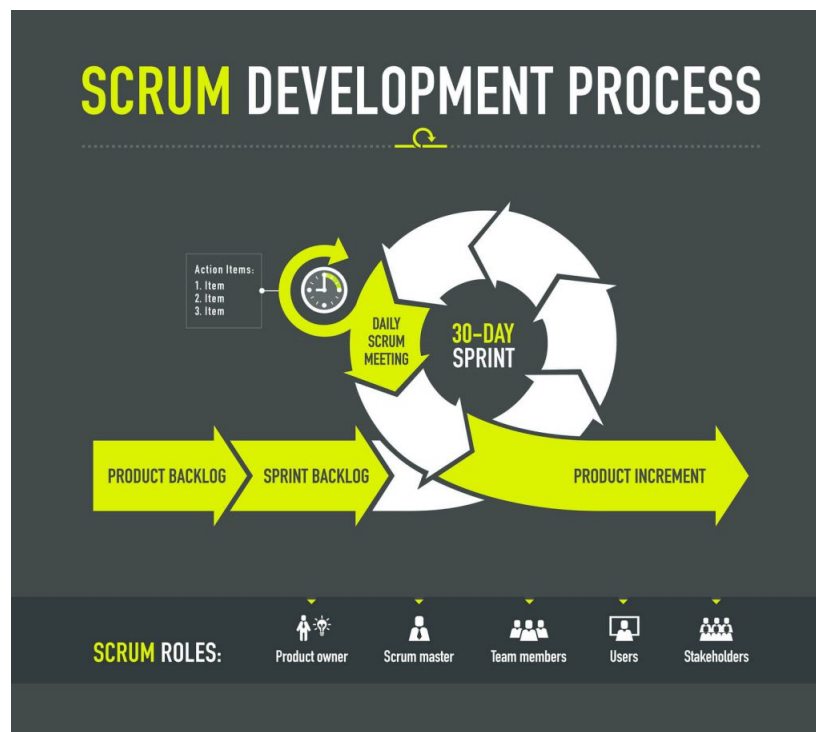 SCRUM DEVELOPMENT PROCESS
Action Items:
1. Item
2. Item
3. Item
DAILY
SCRUM
MEETING
30-DAY
SPRINT
PRODUCT BACKLOG
SPRINT BACKLOG
PRODUCT INCREMENT
SCRUM ROLES:
Product owner
Scrum master
Team members
Users
Stakeholders